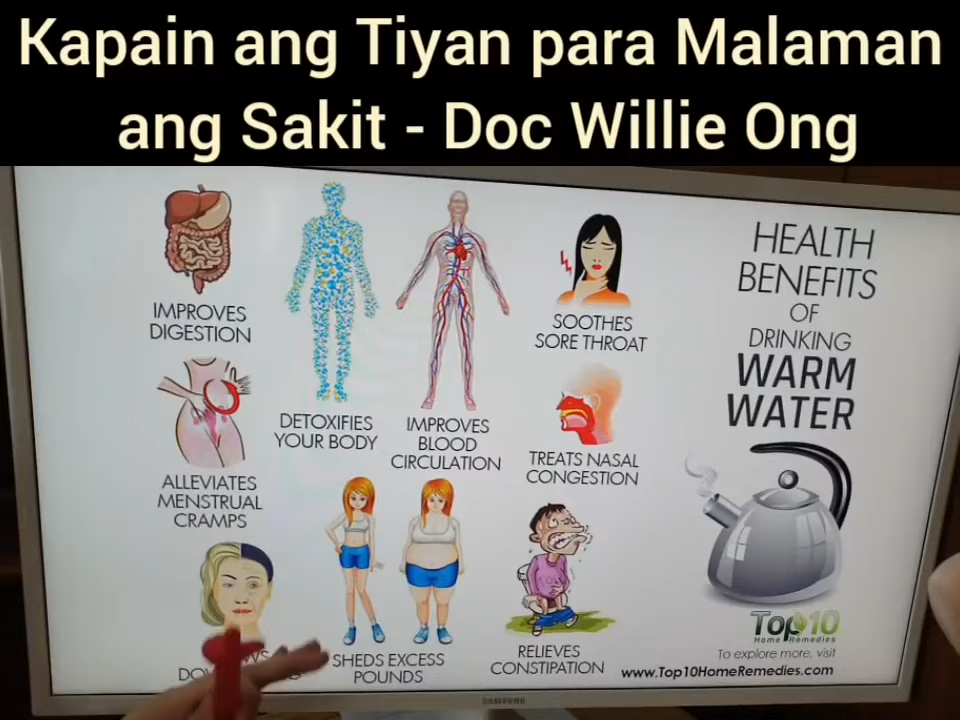 Kapain ang Tiyan para Malaman
ang Sakit - Doc Willie Ong
IMPROVES
DIGESTION
DETOXIFIES
YOUR BODY
IMPROVES
BLOOD
CIRCULATION
SOOTHES
SORE THROAT
ALLEVIATES
MENSTRUAL
CRAMPS
TREATS NASAL
CONGESTION
SHEDS EXCESS
POUNDS
RELIEVES
CONSTIPATION
HEALTH
BENEFITS
OF
DRINKING
WARM
WATER
Top10
Home Remedies
To explore more, visit
www.Top10HomeRemedies.com
SAMSUNG